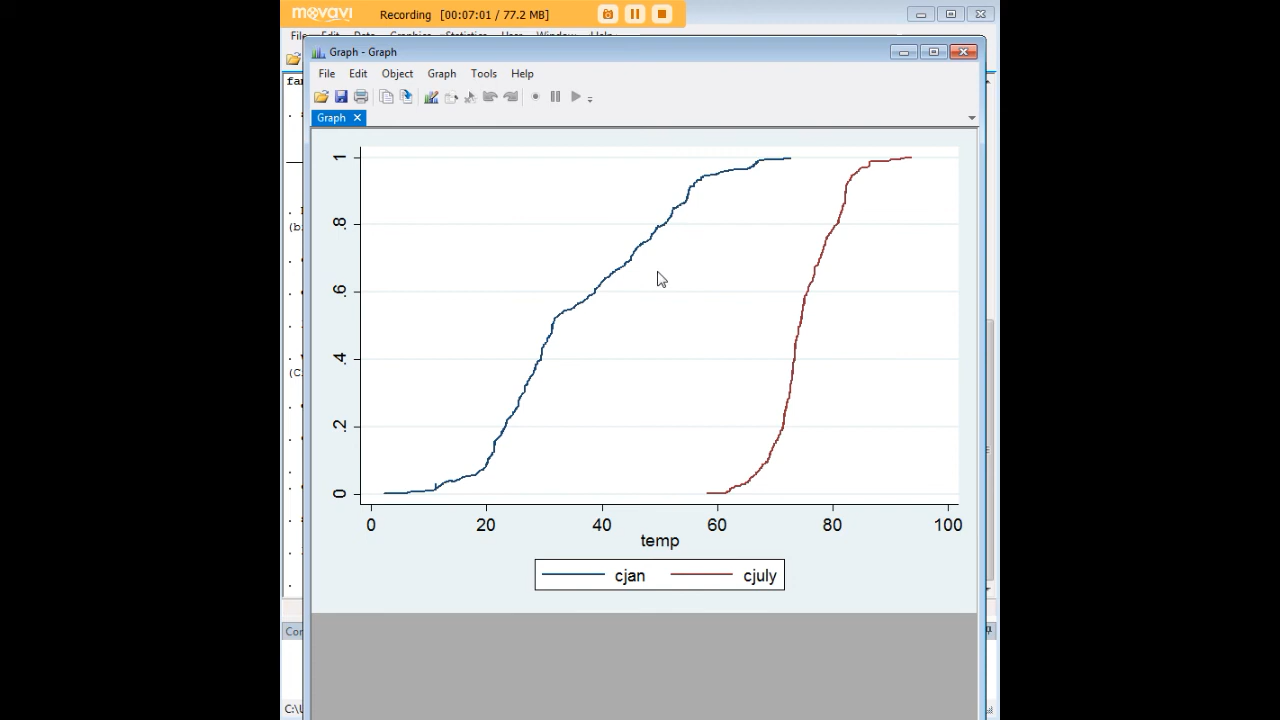 movavi Recording [00:07:01 / 77.2 MB]
Graph - Graph
File Edit Object Graph Tools Help
Graph
1
.8
.6
.4
.2
0
0 20 40 60 80 100
temp
cjan cjuly